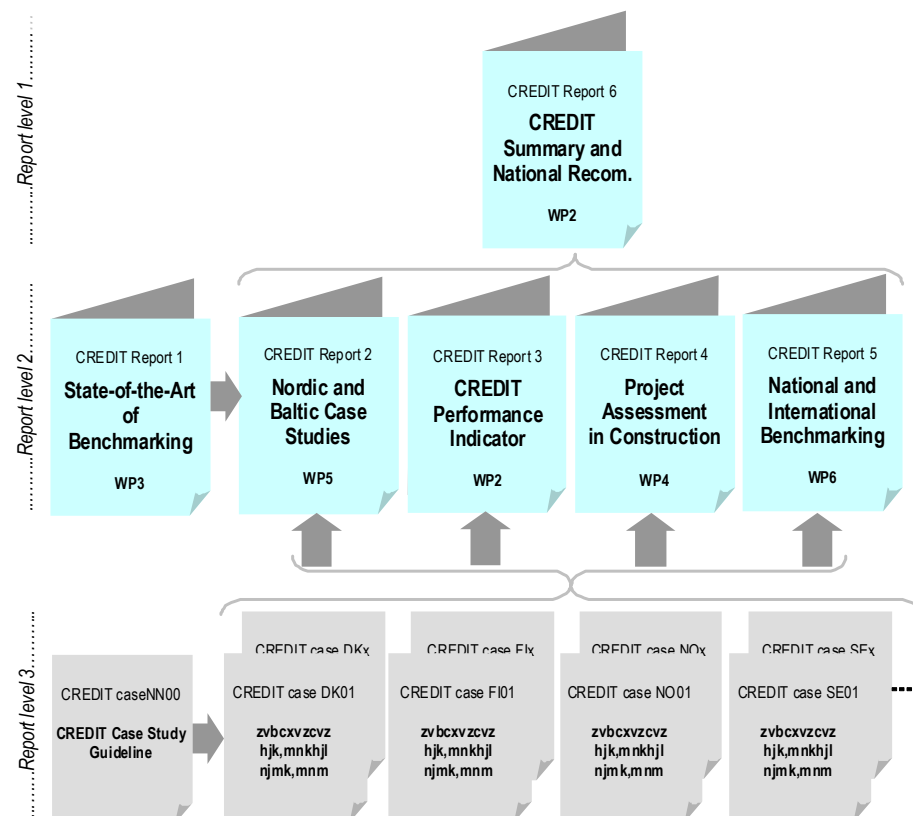 ...Report level 1...
CREDIT Report 6
CREDIT
Summary and
National Recom.
WP2
...Report level 2...
CREDIT Report 1
State-of-the-Art
of
Benchmarking
WP3
CREDIT Report 2
Nordic and
Baltic Case
Studies
WP5
CREDIT Report 3
CREDIT
Performance
Indicator
WP2
CREDIT Report 4
Project
Assessment
in Construction
WP4
CREDIT Report 5
National and
International
Benchmarking
WP6
...Report level 3...
CREDIT caseNN00
CREDIT Case Study
Guideline
CREDIT case DKx
CREDIT case DK01
zvbcxvzcvz
hjk,mnkhjl
njmk,mnm
CREDIT case FIx
CREDIT case FI01
zvbcxvzcvz
hjk,mnkhjl
njmk,mnm
CREDIT case NOx
CREDIT case NO01
zvbcxvzcvz
hjk,mnkhjl
njmk,mnm
CREDIT case SEx
CREDIT case SE01
zvbcxvzcvz
hjk,mnkhjl
njmk,mnm